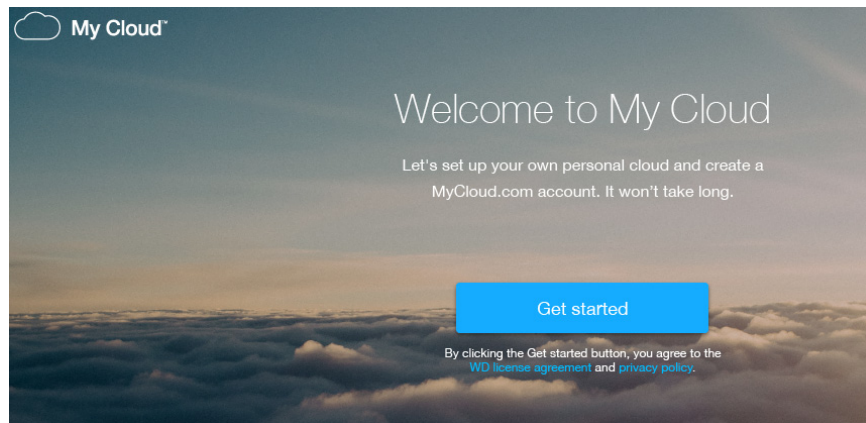 My Cloud™
Welcome to My Cloud
Let's set up your own personal cloud and create a
MyCloud.com account. It won't take long.
Get started
By clicking the Get started button, you agree to the
WD license agreement and privacy policy.